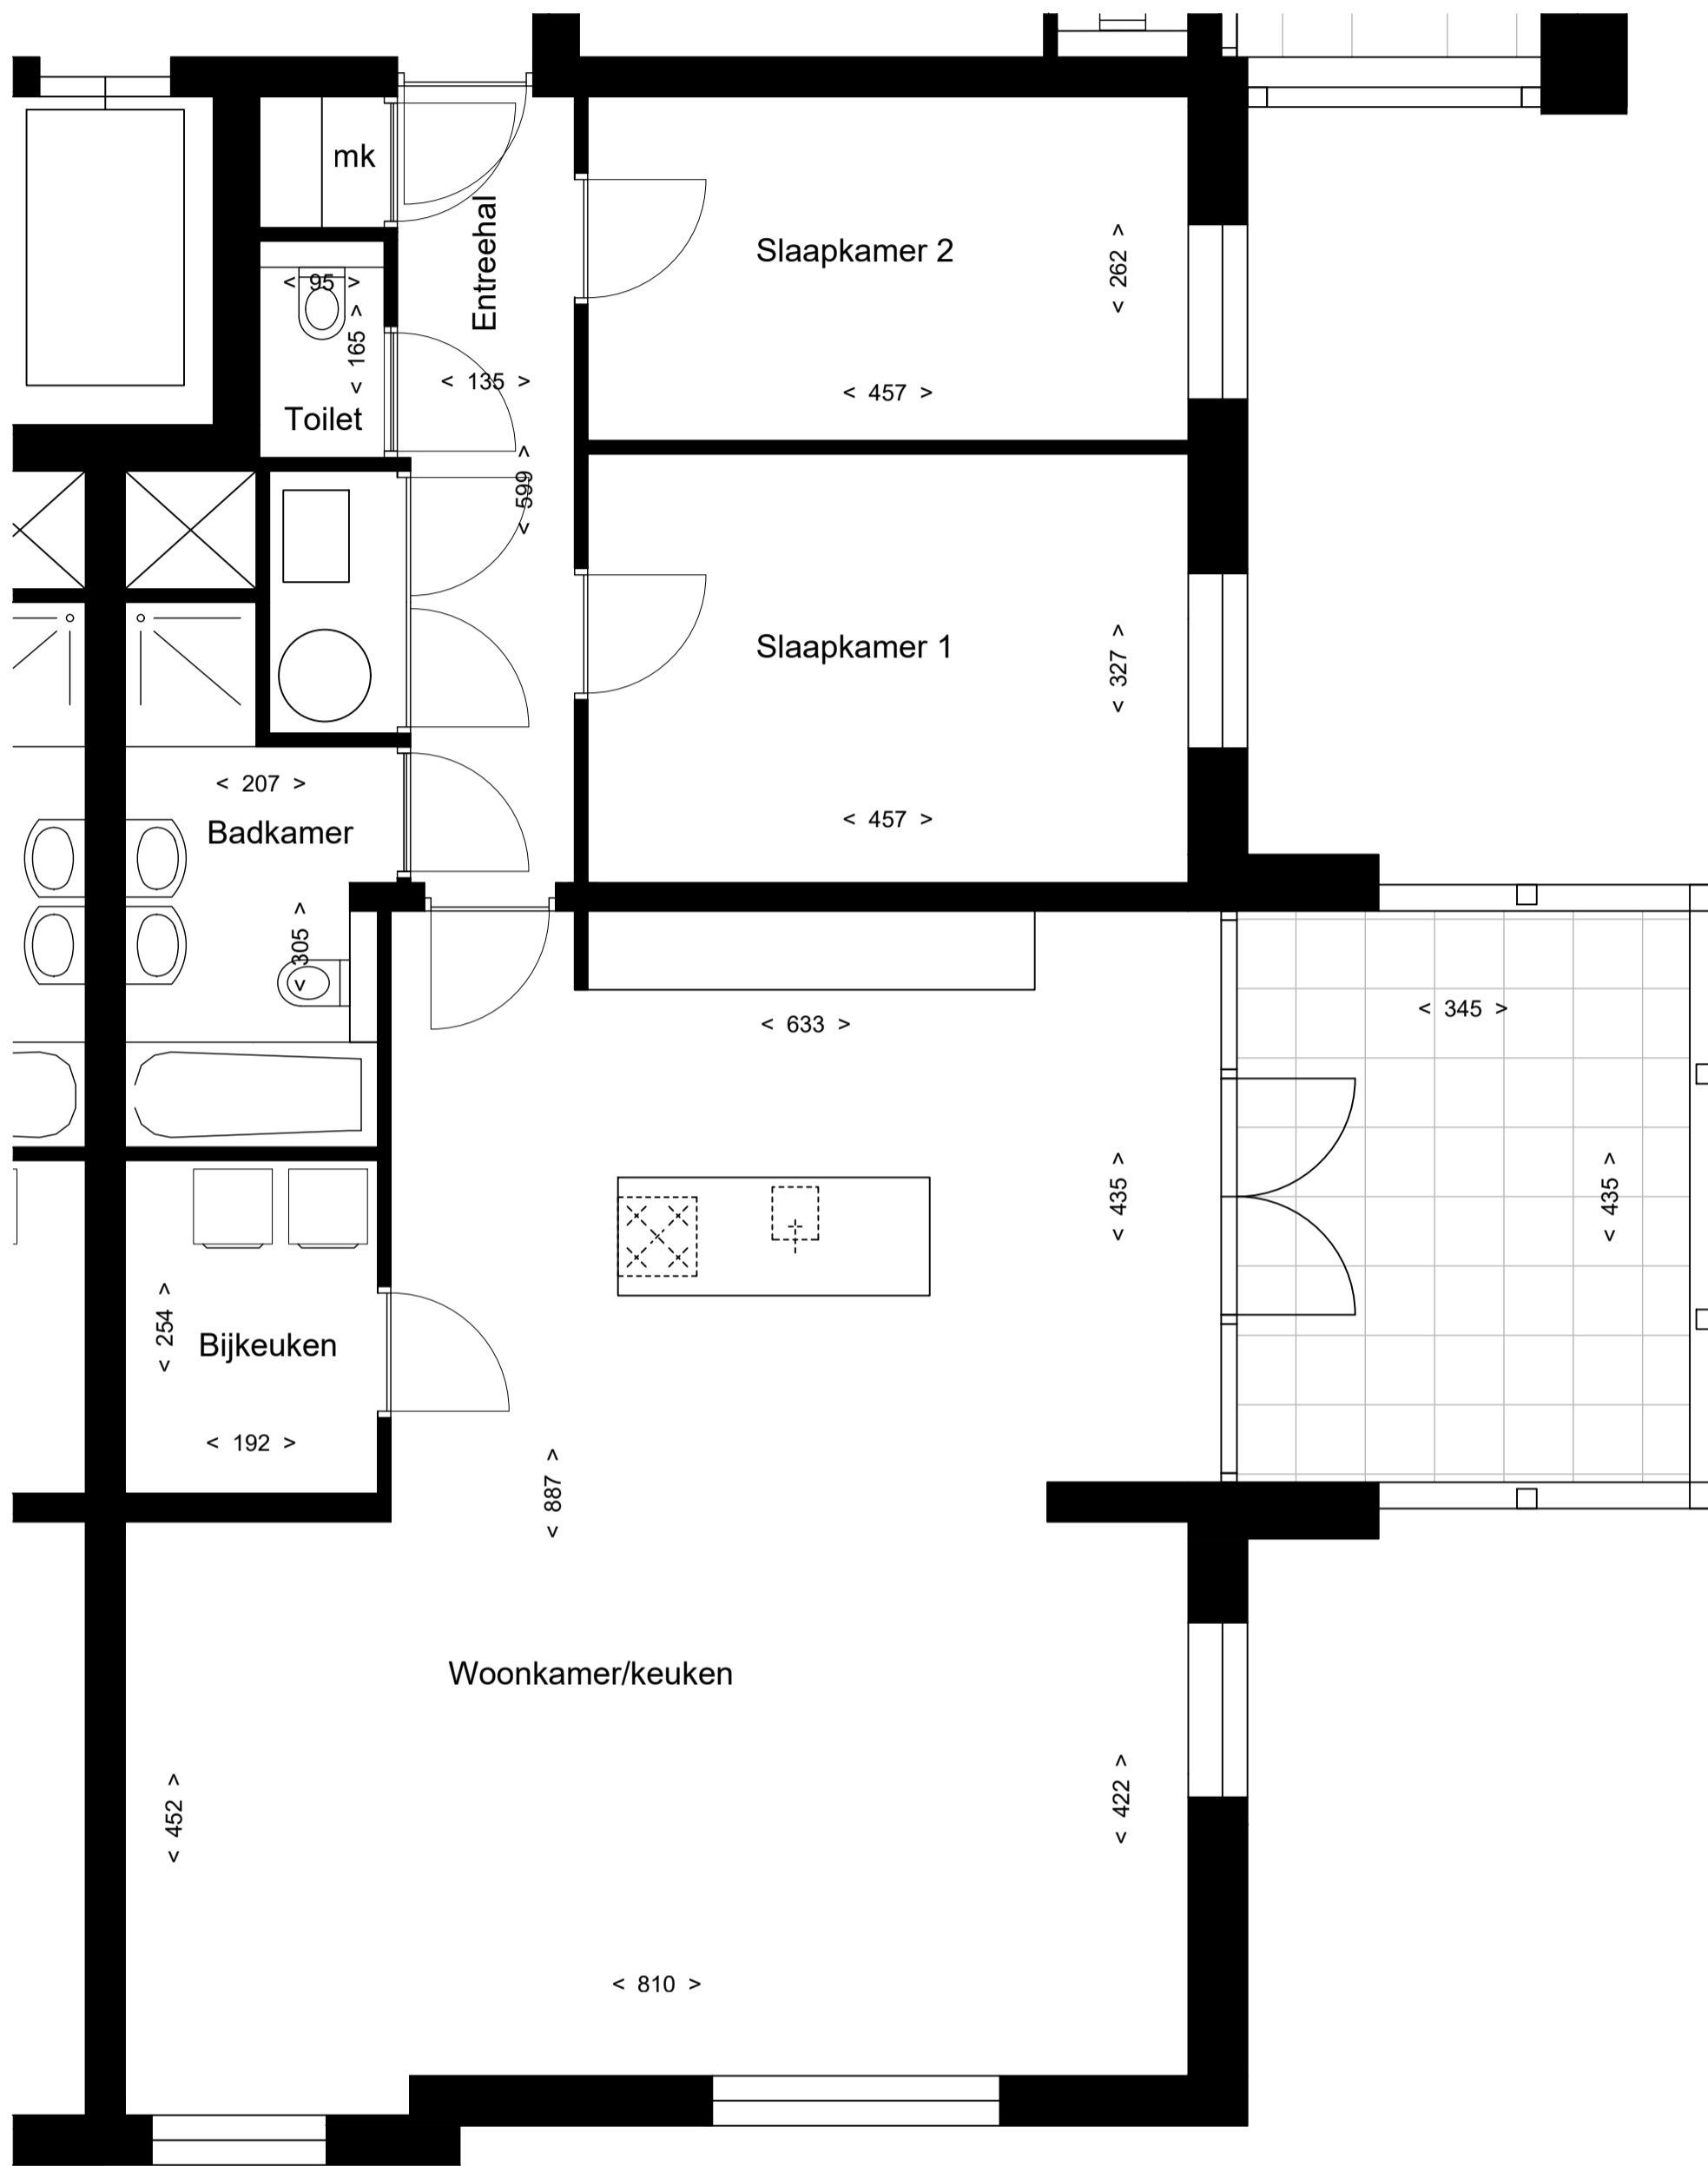 mk
Entreehal
Slaapkamer 2
< 262 >
< 95 >
< 165 >
< 135 >
< 457 >
Toilet
< 599 >
Slaapkamer 1
< 327 >
< 207 >
Badkamer
< 457 >
< 305 >
< 633 >
< 345 >
< 435 >
< 435 >
< 254 >
Bijkeuken
< 192 >
< 887 >
Woonkamer/keuken
< 452 >
< 422 >
< 810 >